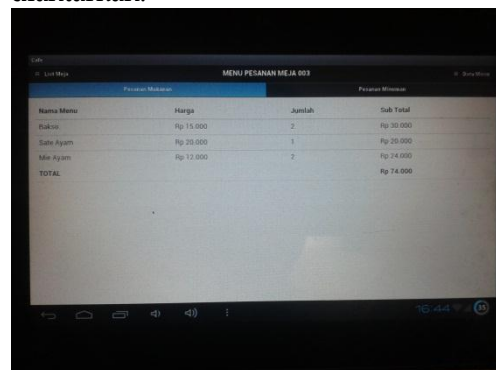 Cafe
List Meja
MENU PESANAN MEJA 003
Pesanan Makanan
Pesanan Minuman
Nama Menu Harga Jumlah Sub Total
Bakso Rp 15.000 2 Rp 30.000
Sate Ayam Rp 20.000 1 Rp 20.000
Mie Ayam Rp 12.000 2 Rp 24.000
TOTAL Rp 74.000
16:44